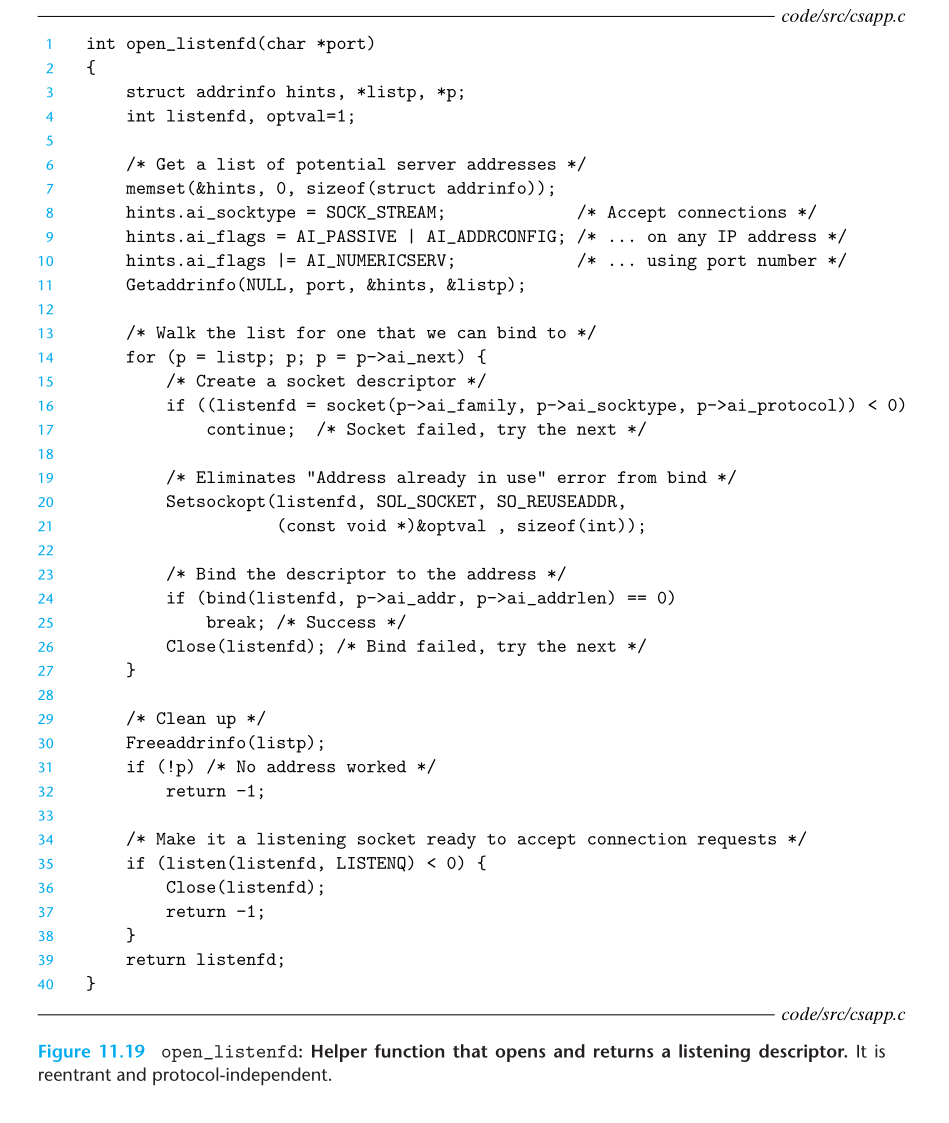 code/src/csapp.c
1 int open_listenfd(char *port)
2 {
3     struct addrinfo hints, *listp, *p;
4     int listenfd, optval=1;
5
6     /* Get a list of potential server addresses */
7     memset(&hints, 0, sizeof(struct addrinfo));
8     hints.ai_socktype = SOCK_STREAM;             /* Accept connections */
9     hints.ai_flags = AI_PASSIVE | AI_ADDRCONFIG; /* ... on any IP address */
10     hints.ai_flags |= AI_NUMERICSERV;            /* ... using port number */
11     Getaddrinfo(NULL, port, &hints, &listp);
12
13     /* Walk the list for one that we can bind to */
14     for (p = listp; p; p = p->ai_next) {
15         /* Create a socket descriptor */
16         if ((listenfd = socket(p->ai_family, p->ai_socktype, p->ai_protocol)) < 0)
17             continue;  /* Socket failed, try the next */
18
19         /* Eliminates "Address already in use" error from bind */
20         Setsockopt(listenfd, SOL_SOCKET, SO_REUSEADDR,
21                    (const void *)&optval , sizeof(int));
22
23         /* Bind the descriptor to the address */
24         if (bind(listenfd, p->ai_addr, p->ai_addrlen) == 0)
25             break; /* Success */
26         Close(listenfd); /* Bind failed, try the next */
27     }
28
29     /* Clean up */
30     Freeaddrinfo(listp);
31     if (!p) /* No address worked */
32         return -1;
33
34     /* Make it a listening socket ready to accept connection requests */
35     if (listen(listenfd, LISTENQ) < 0) {
36         Close(listenfd);
37         return -1;
38     }
39     return listenfd;
40 }
code/src/csapp.c
Figure 11.19 open_listenfd: Helper function that opens and returns a listening descriptor. It is
reentrant and protocol-independent.